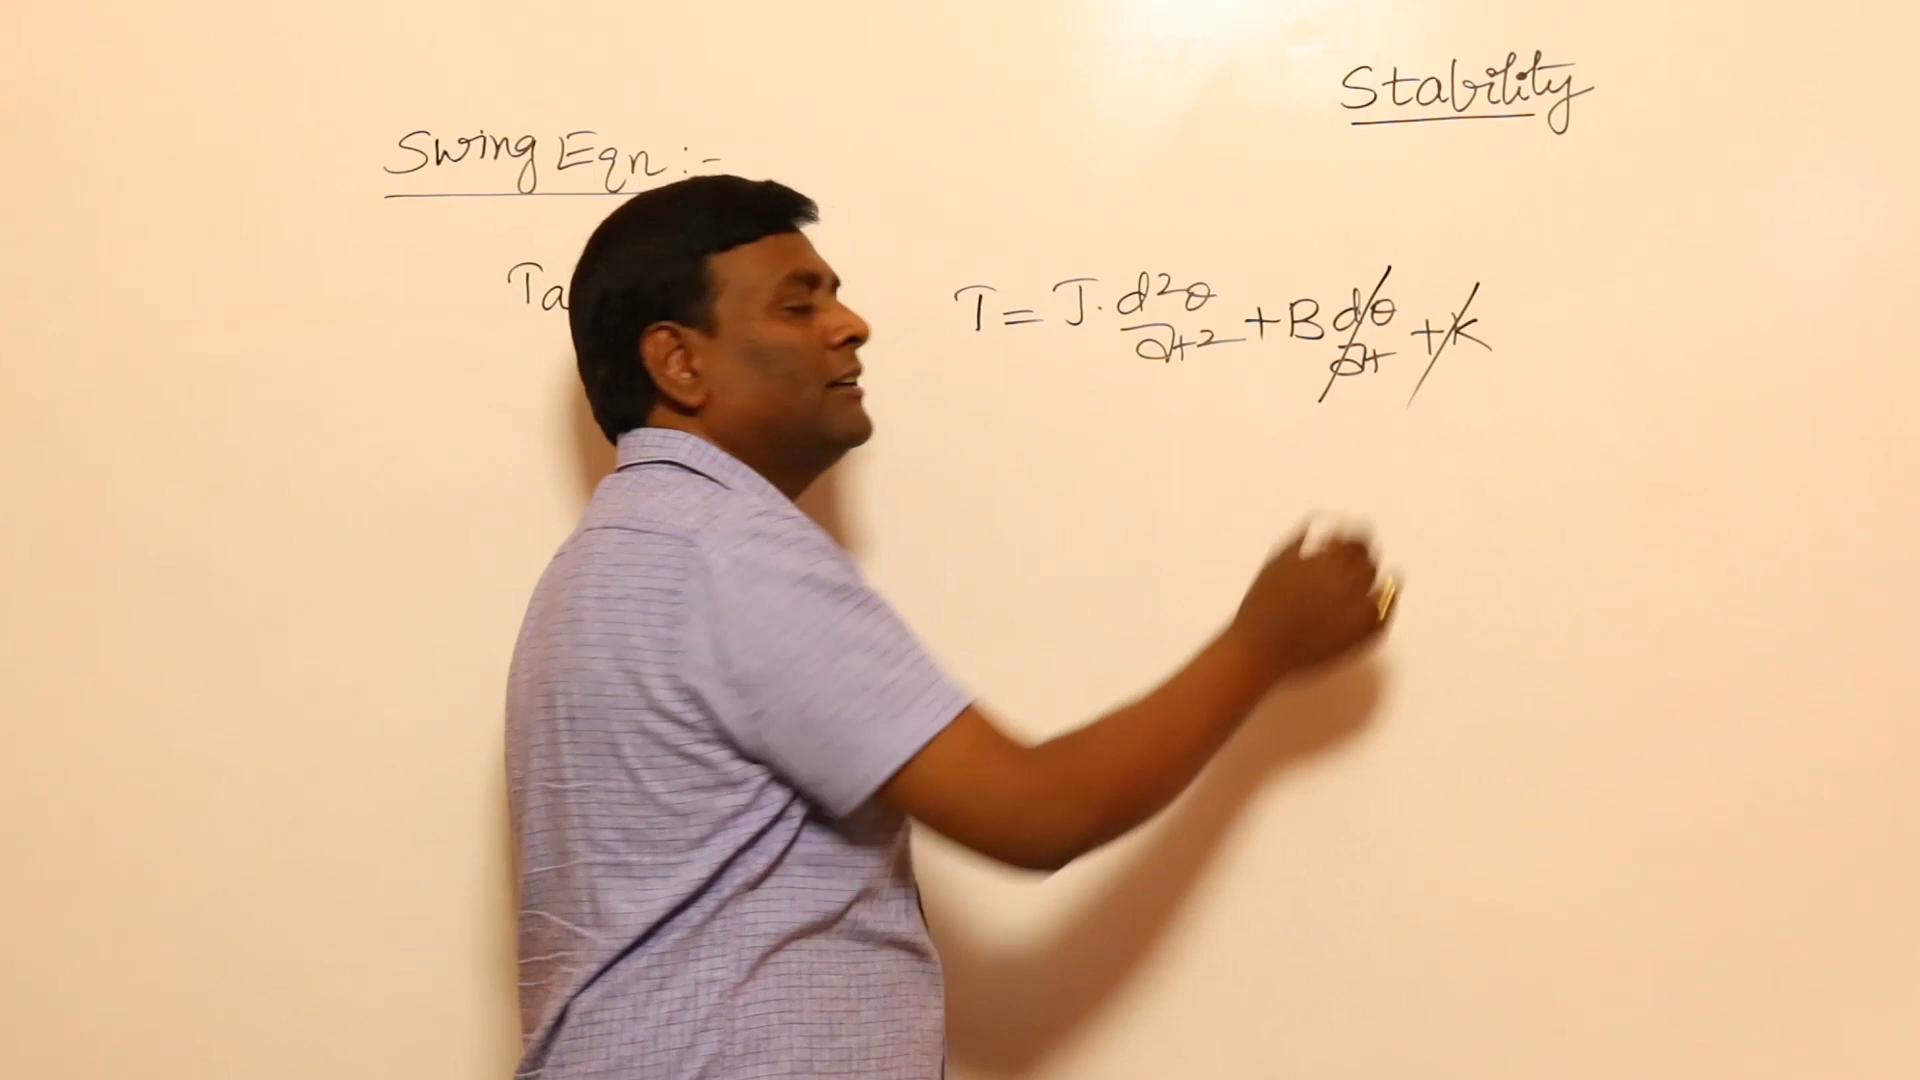 Stability
Swing Eqn :-
Ta
T = J. d²θ/dt² + B dθ/dt + K